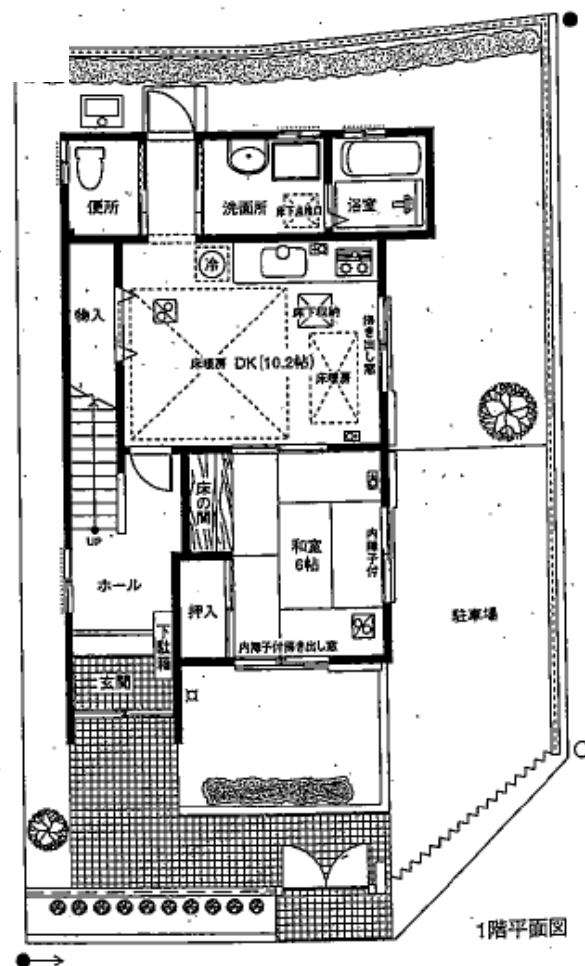 便所
洗面所
床下点検口
浴室
冷
物入
床下収納
掃き出し窓
床暖房
DK(10.2帖)
床暖房
床の間
UP
和室
6帖
内障子付
ホール
押入
下駄箱
内障子付掃き出し窓
駐車場
玄関
1階平面図